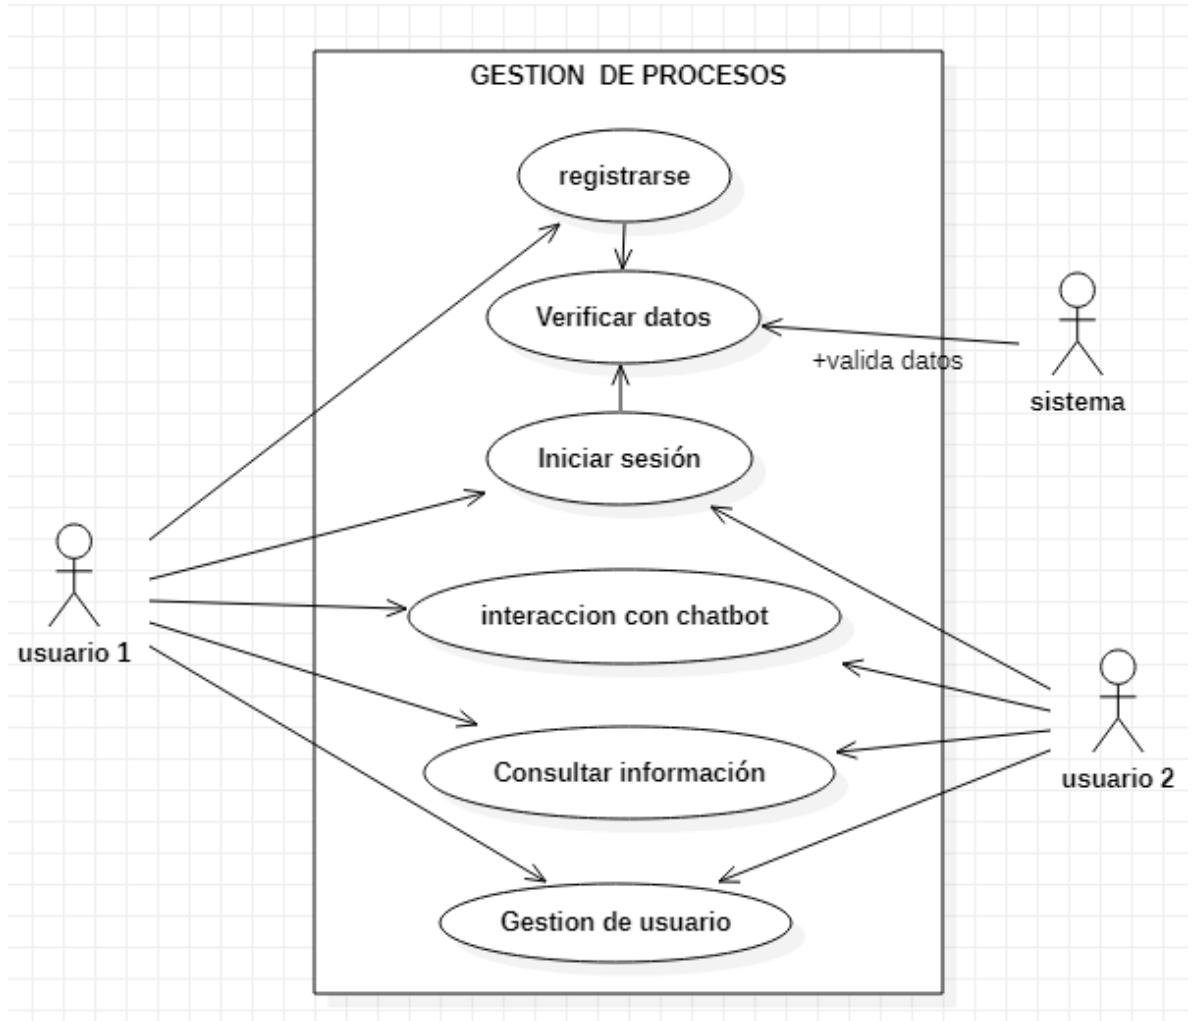 GESTION DE PROCESOS
registrarse
Verificar datos
+valida datos
sistema
Iniciar sesión
interaccion con chatbot
usuario 1
Consultar información
usuario 2
Gestion de usuario